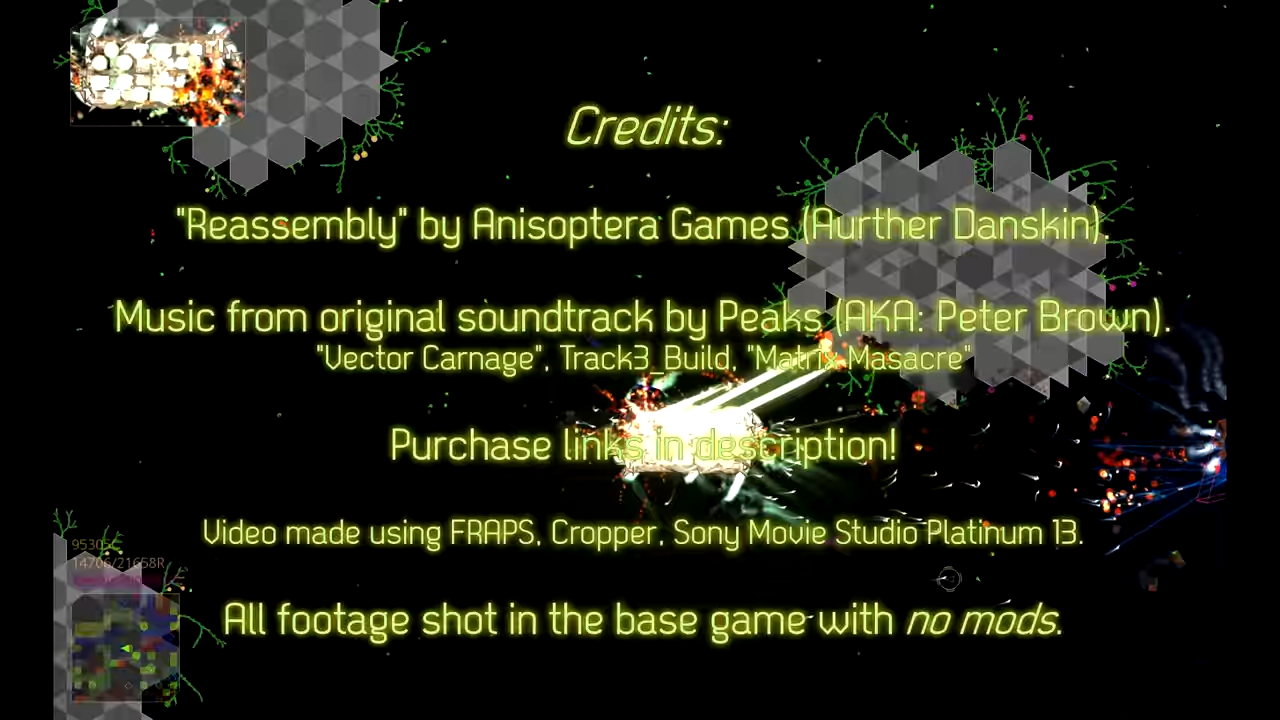 Credits:
"Reassembly" by Anisoptera Games (Aurther Danskin).
Music from original soundtrack by Peaks (AKA: Peter Brown).
"Vector Carnage", Track3_Build, "Matrix Masacre"
Purchase links in description!
Video made using FRAPS, Cropper, Sony Movie Studio Platinum 13.
14706/21658R
All footage shot in the base game with no mods.